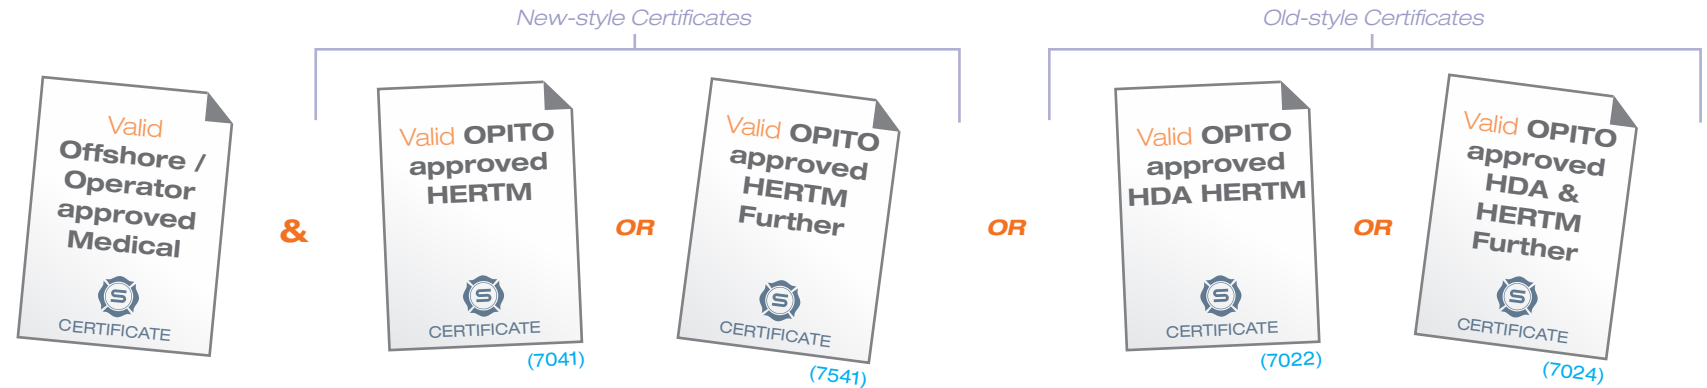 New-style Certificates
Old-style Certificates
Valid
Offshore /
Operator
approved
Medical
S
CERTIFICATE
&
Valid OPITO
approved
HERTM
S
CERTIFICATE
(7041)
OR
Valid OPITO
approved
HERTM
Further
S
CERTIFICATE
(7541)
OR
Valid OPITO
approved
HDA HERTM
S
CERTIFICATE
(7022)
OR
Valid OPITO
approved
HDA &
HERTM
Further
S
CERTIFICATE
(7024)